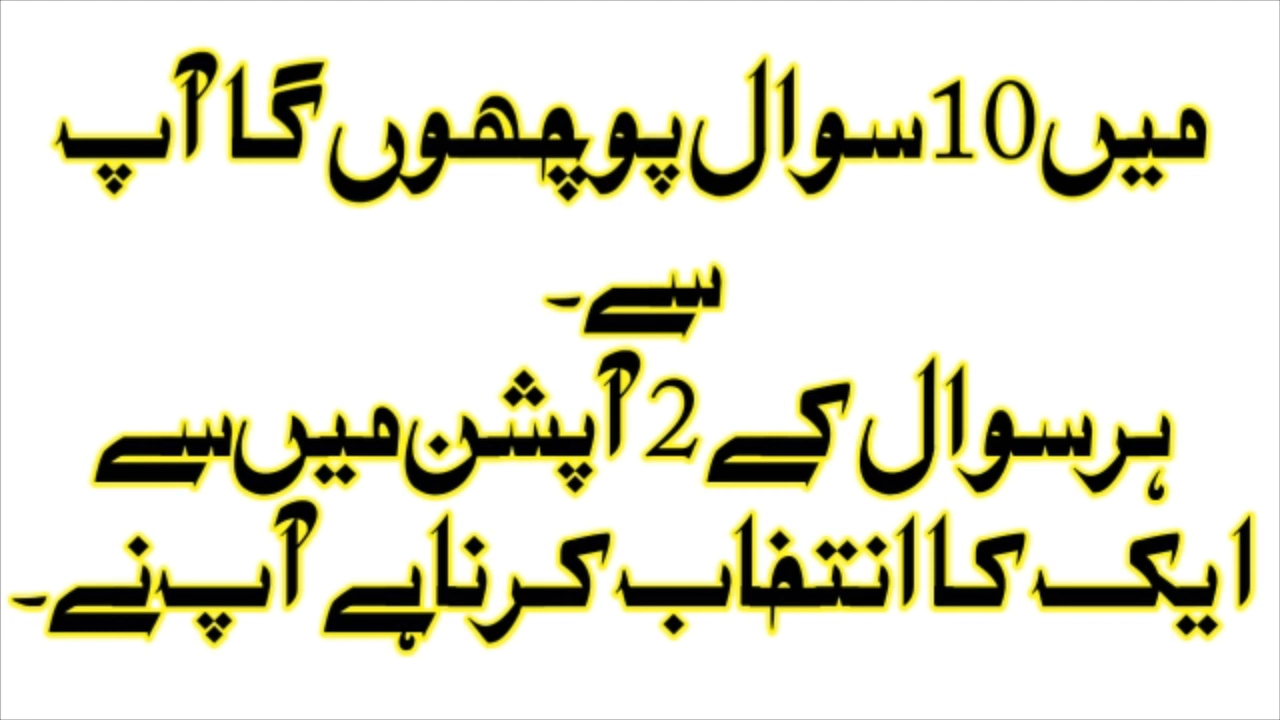 میں 10 سوال پوچھوں گا آپ
سے۔
ہر سوال کے 2 آپشن میں سے
ایک کا انتخاب کرنا ہے آپ نے۔